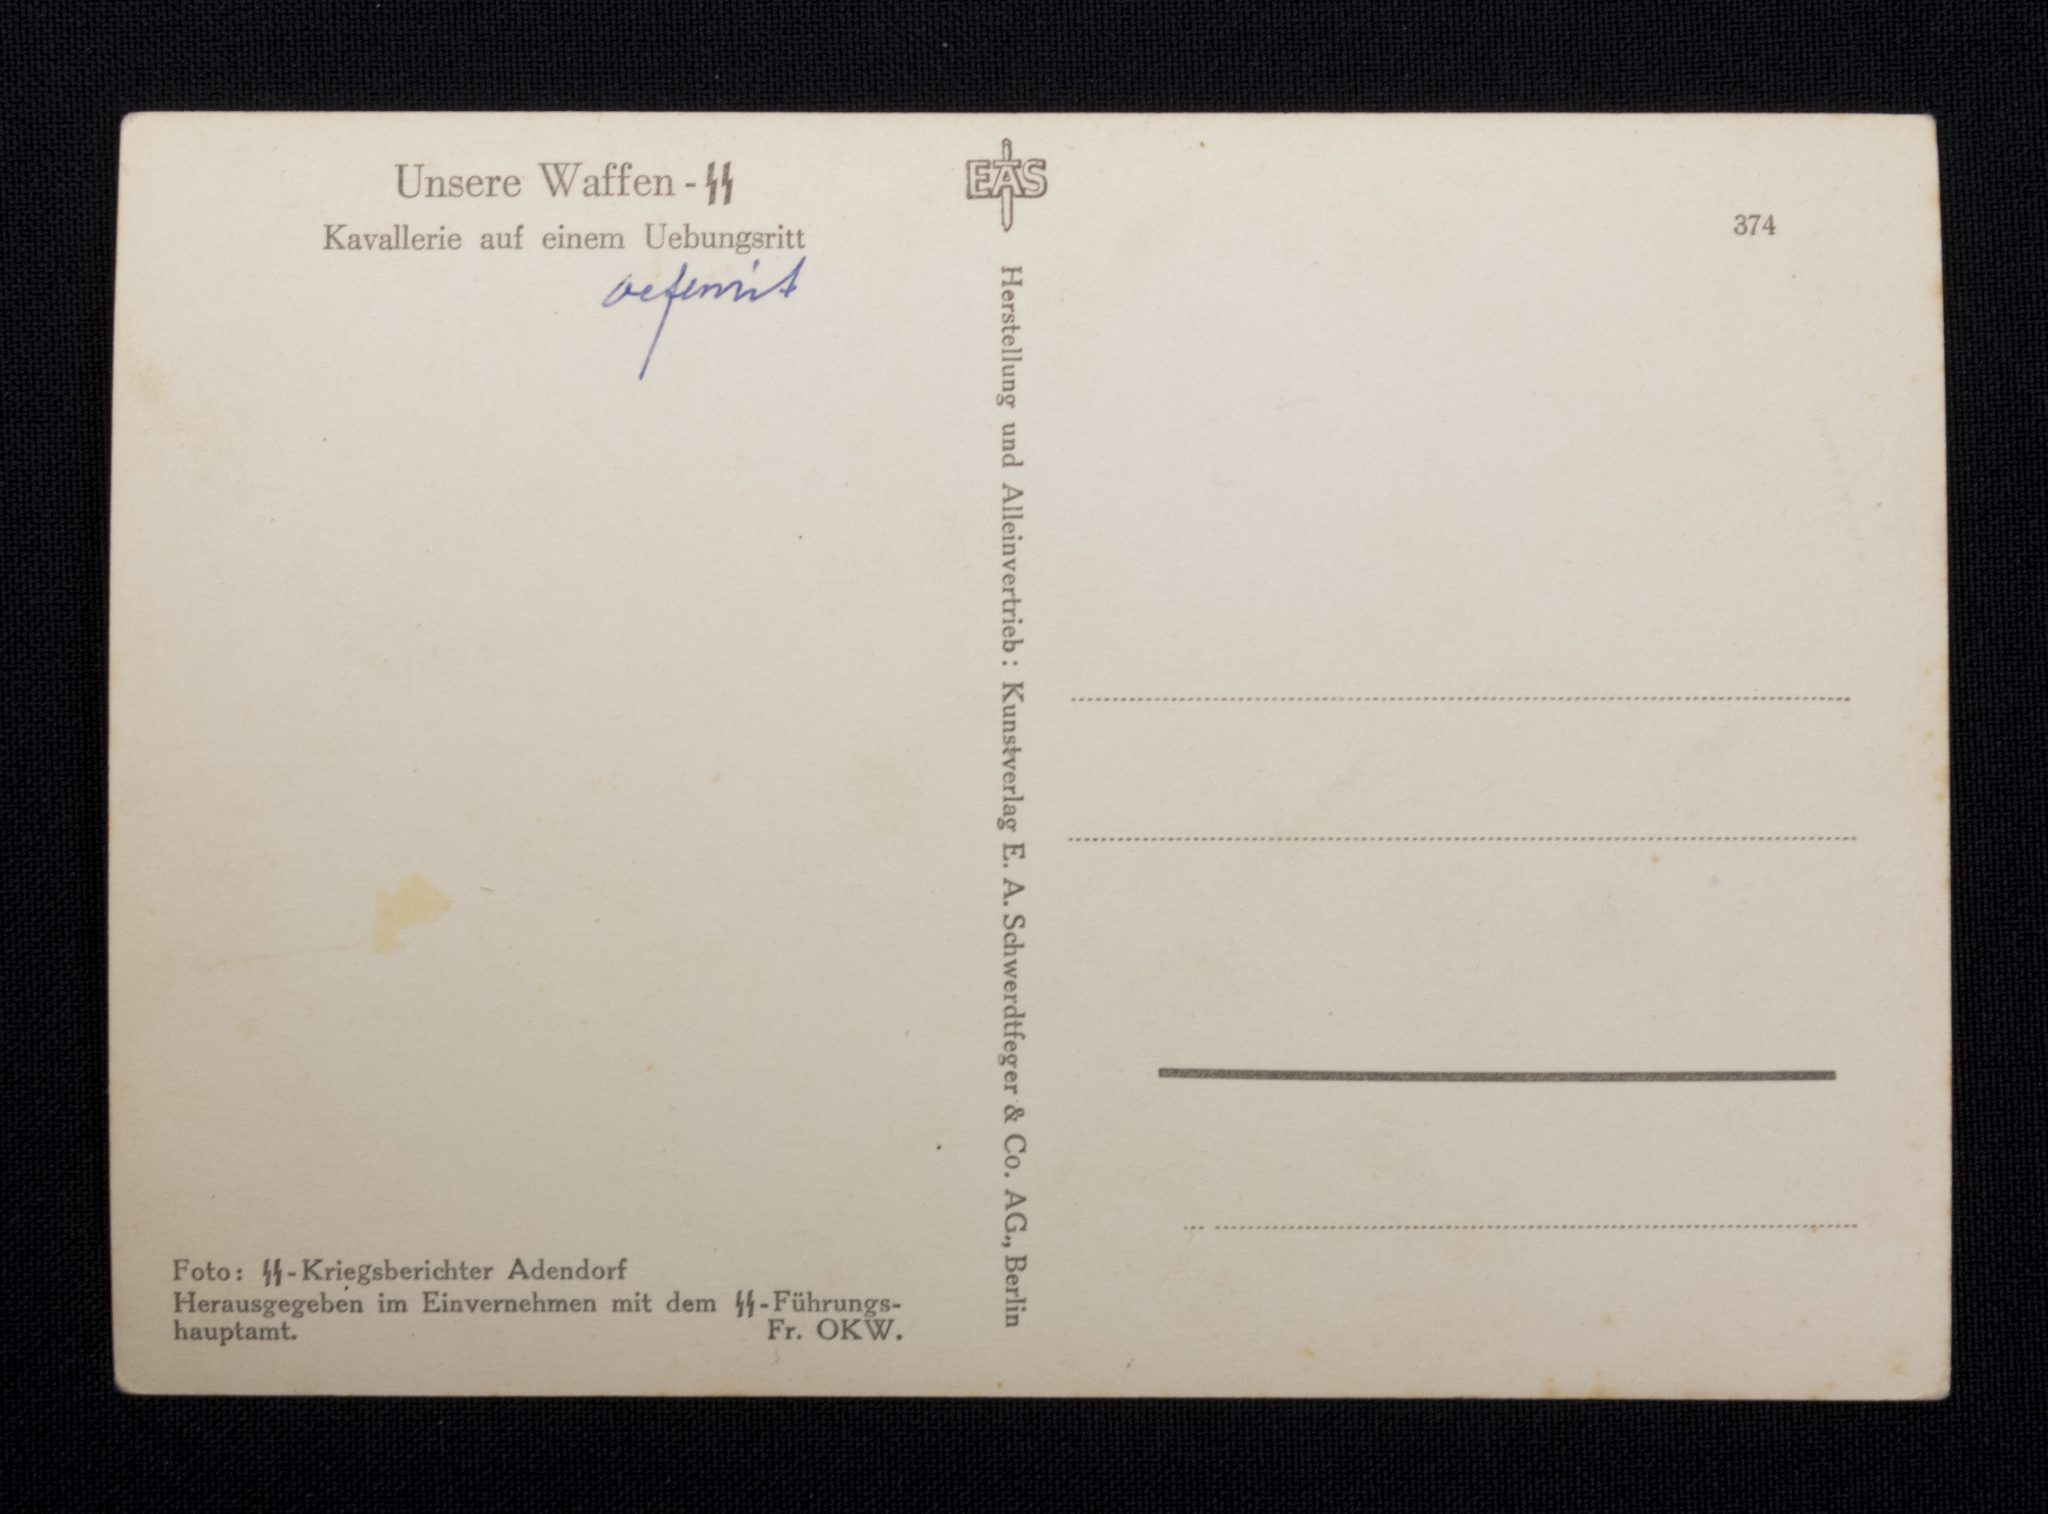 Unsere Waffen-SS
Kavallerie auf einem Uebungsritt
oefenrit
EAS
374
Herstellung und Alleinvertrieb: Kunstverlag E. A. Schwerdtfeger & Co. AG., Berlin
Foto: SS-Kriegsberichter Adendorf
Herausgegeben im Einvernehmen mit dem SS-Führungs-
hauptamt. Fr. OKW.